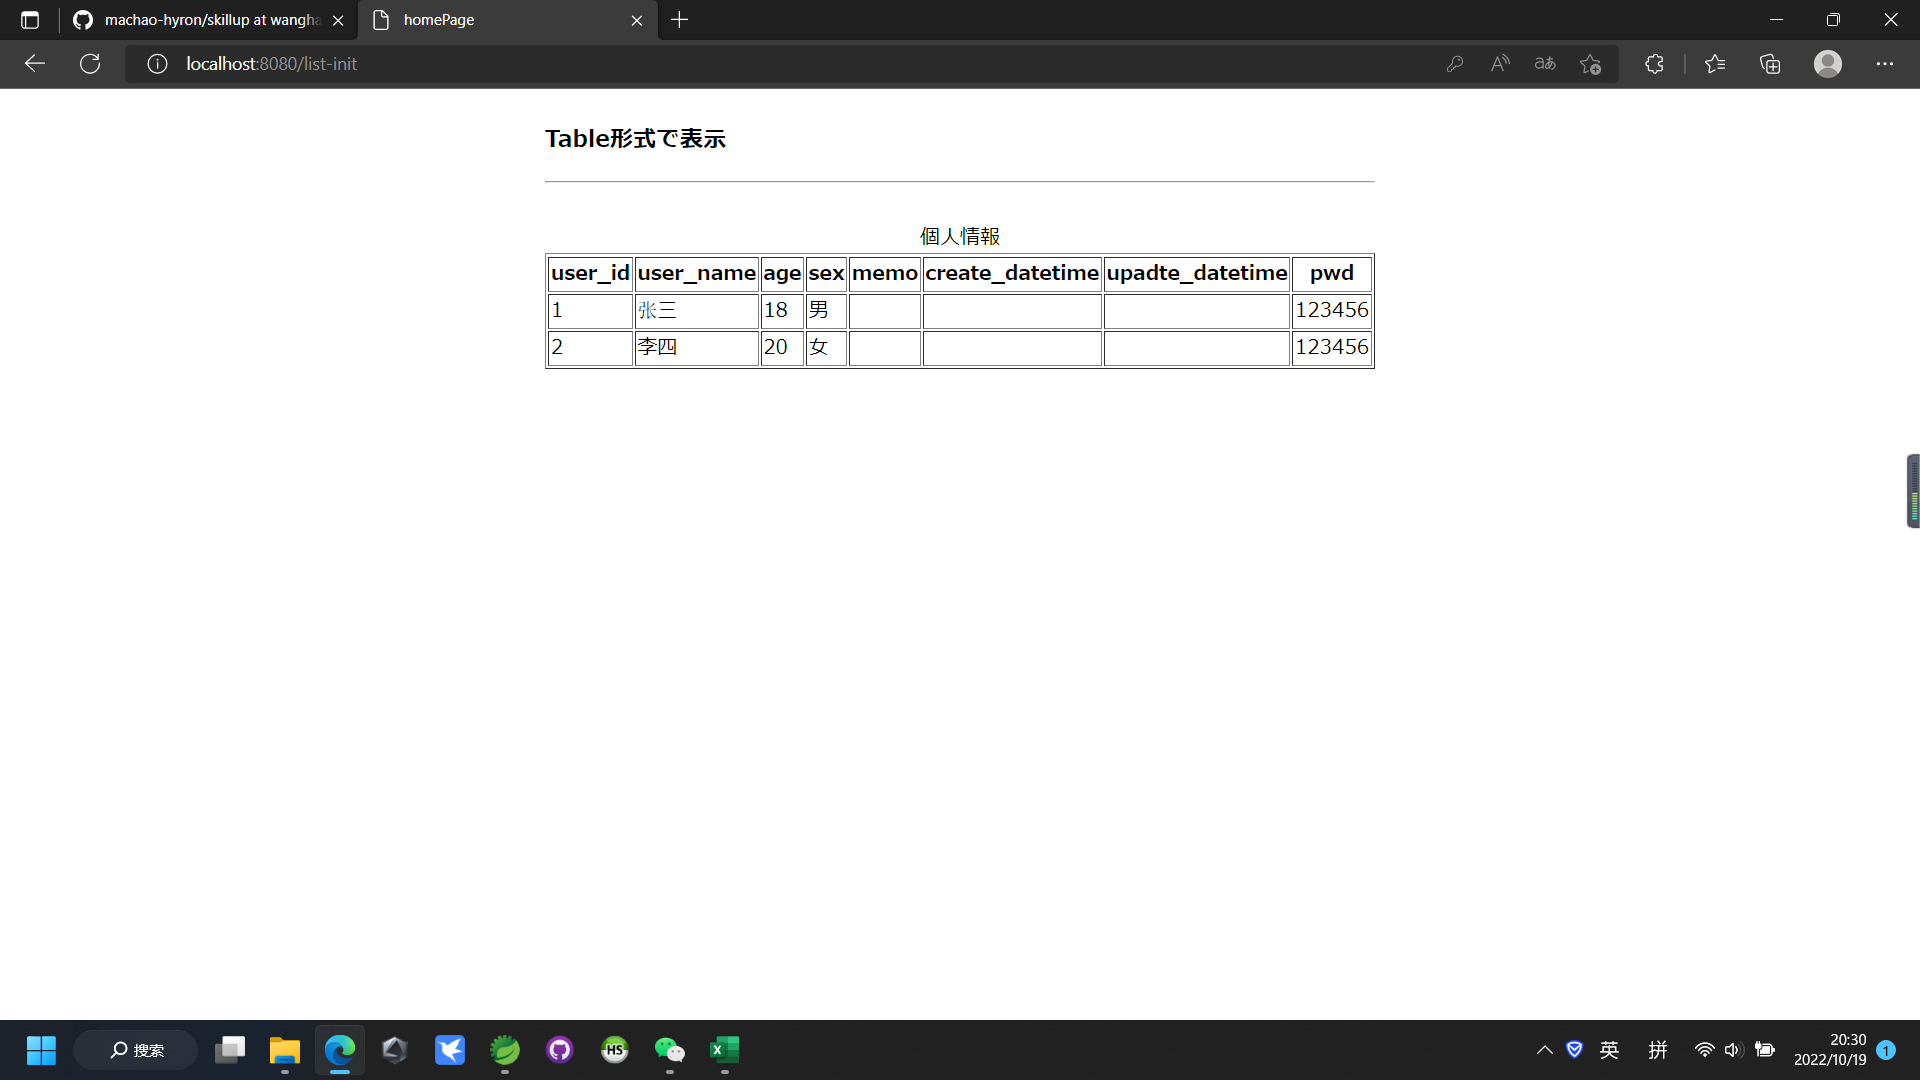 machao-hyron/skillup at wangha
homePage
localhost:8080/list-init
Table形式で表示
個人情報
user_id user_name age sex memo create_datetime upadte_datetime pwd
1 张三 18 男 123456
2 李四 20 女 123456
搜索
英 拼
20:30
2022/10/19
1